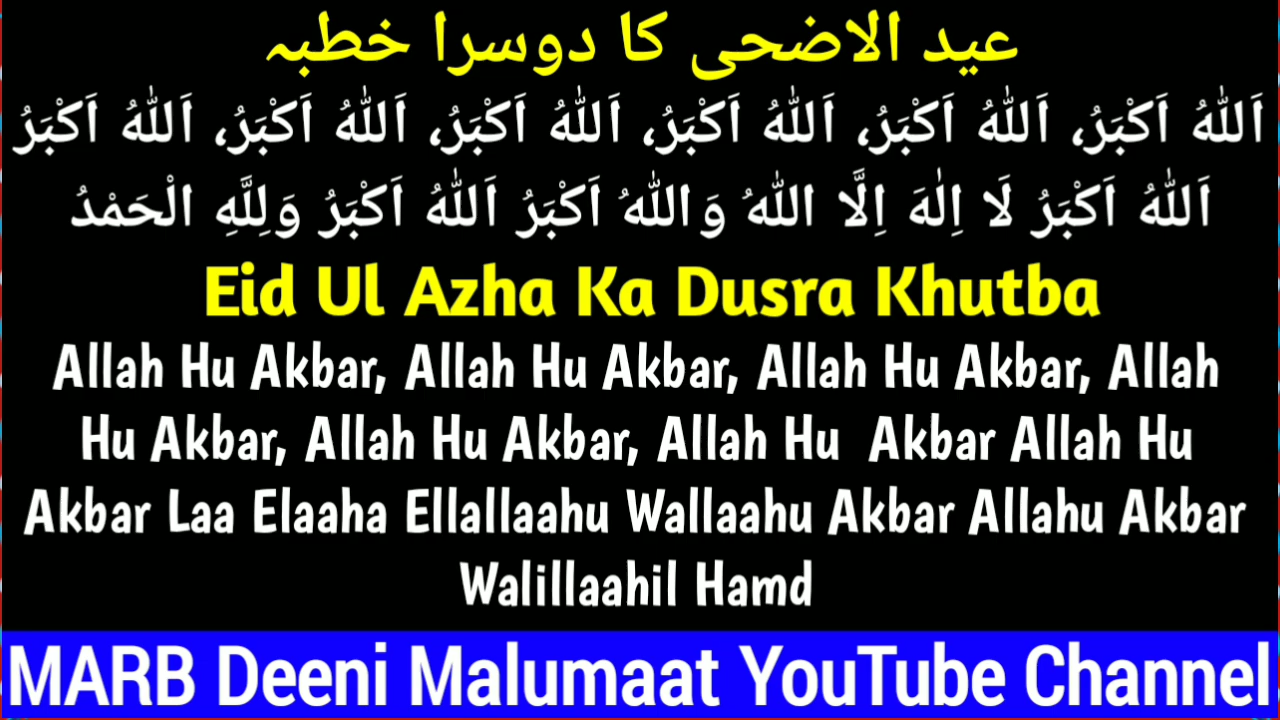 عید الاضحی کا دوسرا خطبہ
اَللّٰهُ اَكْبَرُ، اَللّٰهُ اَكْبَرُ، اَللّٰهُ اَكْبَرُ، اَللّٰهُ اَكْبَرُ، اَللّٰهُ اَكْبَرُ، اَللّٰهُ اَكْبَرُ
اَللّٰهُ اَكْبَرُ لَا اِلٰهَ اِلَّا اللّٰهُ وَاللّٰهُ اَكْبَرُ اَللّٰهُ اَكْبَرُ وَلِلَّهِ الْحَمْدُ
Eid Ul Azha Ka Dusra Khutba
Allah Hu Akbar, Allah Hu Akbar, Allah Hu Akbar, Allah
Hu Akbar, Allah Hu Akbar, Allah Hu Akbar Allah Hu
Akbar Laa Elaaha Ellallaahu Wallaahu Akbar Allahu Akbar
Walillaahil Hamd
MARB Deeni Malumaat YouTube Channel